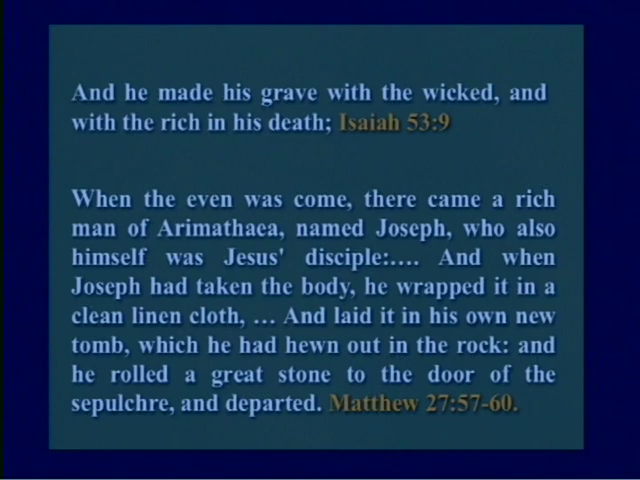 And he made his grave with the wicked, and
with the rich in his death; Isaiah 53:9
When the even was come, there came a rich
man of Arimathaea, named Joseph, who also
himself was Jesus' disciple:…. And when
Joseph had taken the body, he wrapped it in a
clean linen cloth, … And laid it in his own new
tomb, which he had hewn out in the rock: and
he rolled a great stone to the door of the
sepulchre, and departed. Matthew 27:57-60.